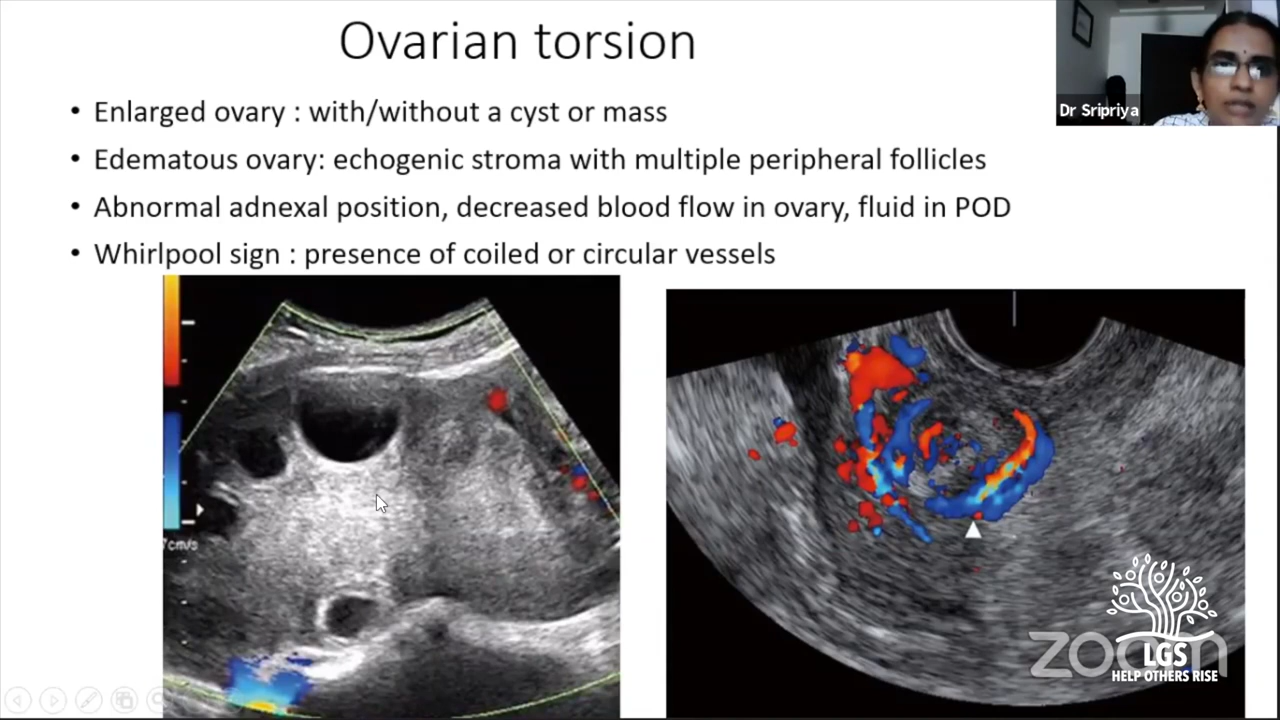 Ovarian torsion
Dr Sripriya
• Enlarged ovary : with/without a cyst or mass
• Edematous ovary: echogenic stroma with multiple peripheral follicles
• Abnormal adnexal position, decreased blood flow in ovary, fluid in POD
• Whirlpool sign : presence of coiled or circular vessels
7cm/s
zoom
LGS
HELP OTHERS RISE